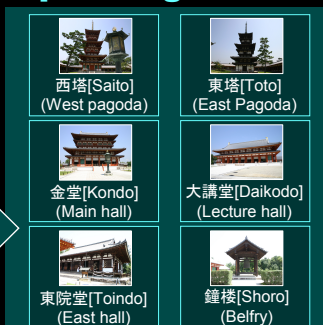 西塔[Saito]
(West pagoda)
東塔[Toto]
(East Pagoda)
金堂[Kondo]
(Main hall)
大講堂[Daikodo]
(Lecture hall)
東院堂[Toindo]
(East hall)
鐘楼[Shoro]
(Belfry)